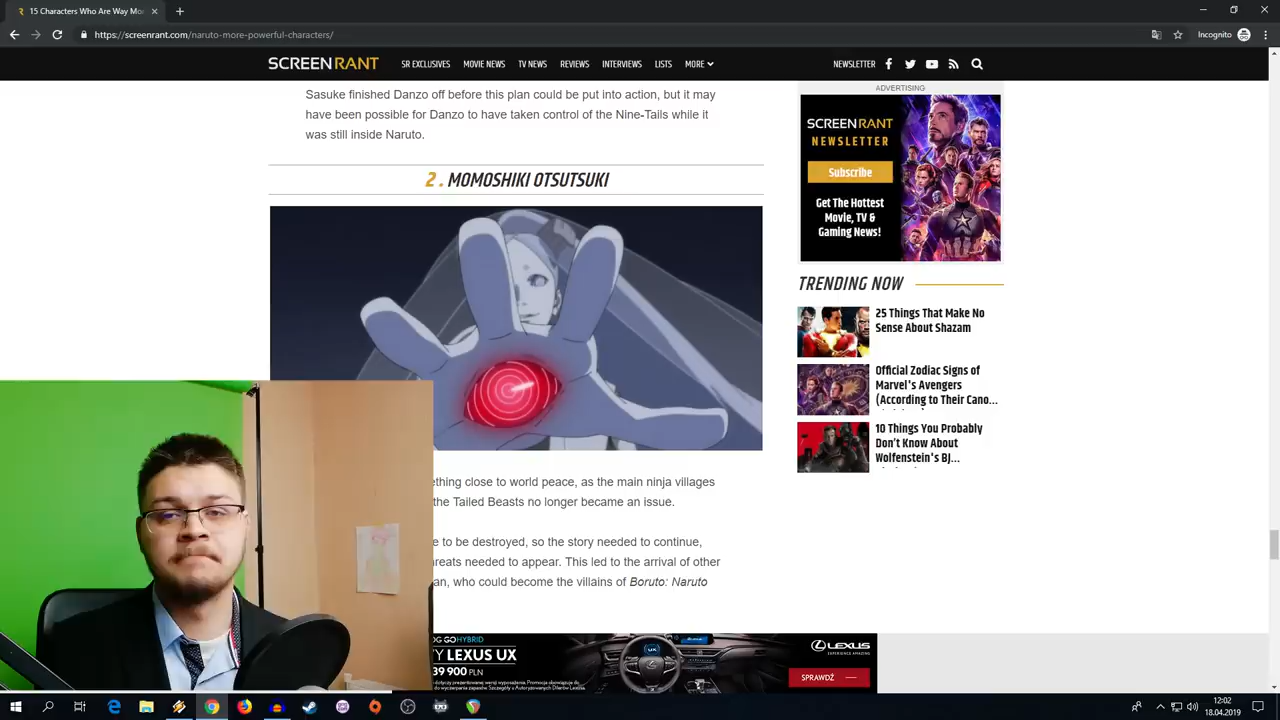 15 Characters Who Are Way Mo
https://screenrant.com/naruto-more-powerful-characters/
Incognito
SCREENRANT
SR EXCLUSIVES
MOVIE NEWS
TV NEWS
REVIEWS
INTERVIEWS
LISTS
MORE
NEWSLETTER
Sasuke finished Danzo off before this plan could be put into action, but it may
have been possible for Danzo to have taken control of the Nine-Tails while it
was still inside Naruto.
2 . MOMOSHIKI OTSUTSUKI
thing close to world peace, as the main ninja villages
the Tailed Beasts no longer became an issue.
e to be destroyed, so the story needed to continue,
reats needed to appear. This led to the arrival of other
an, who could become the villains of Boruto: Naruto
ADVERTISING
SCREENRANT
NEWSLETTER
Subscribe
Get The Hottest
Movie, TV &
Gaming News!
TRENDING NOW
25 Things That Make No
Sense About Shazam
Official Zodiac Signs of
Marvel's Avengers
(According to Their Cano...
10 Things You Probably
Don't Know About
Wolfenstein's BJ...
OG GO HYBRID
Y LEXUS UX
39 900 PLN
LEXUS
EXPERIENCE AMAZING
SPRAWDŹ
12:02
18.04.2019